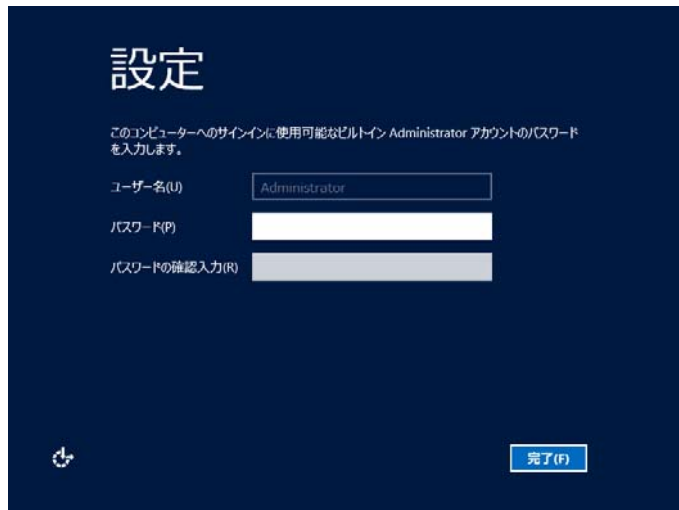 設定
このコンピューターへのサインインに使用可能なビルトイン Administrator アカウントのパスワード
を入力します。
ユーザー名(U)
Administrator
パスワード(P)
パスワードの確認入力(R)
完了(F)